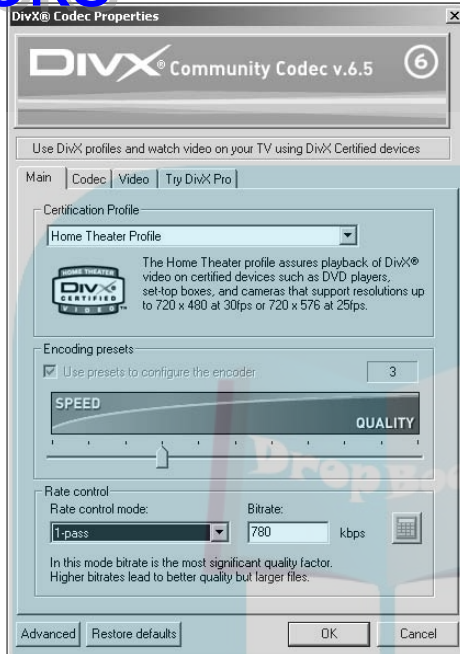 DivX® Codec Properties
DIVX® Community Codec v.6.5
6
Use DivX profiles and watch video on your TV using DivX Certified devices
Main Codec Video Try DivX Pro
Certification Profile
Home Theater Profile
HOME THEATER
DIVX
CERTIFIED
VIDEO
The Home Theater profile assures playback of DivX®
video on certified devices such as DVD players,
set-top boxes, and cameras that support resolutions up
to 720 x 480 at 30fps or 720 x 576 at 25fps.
Encoding presets
Use presets to configure the encoder 3
SPEED
QUALITY
Rate control
Rate control mode: Bitrate:
1-pass 780 kbps
In this mode bitrate is the most significant quality factor.
Higher bitrates lead to better quality but larger files.
Advanced Restore defaults OK Cancel